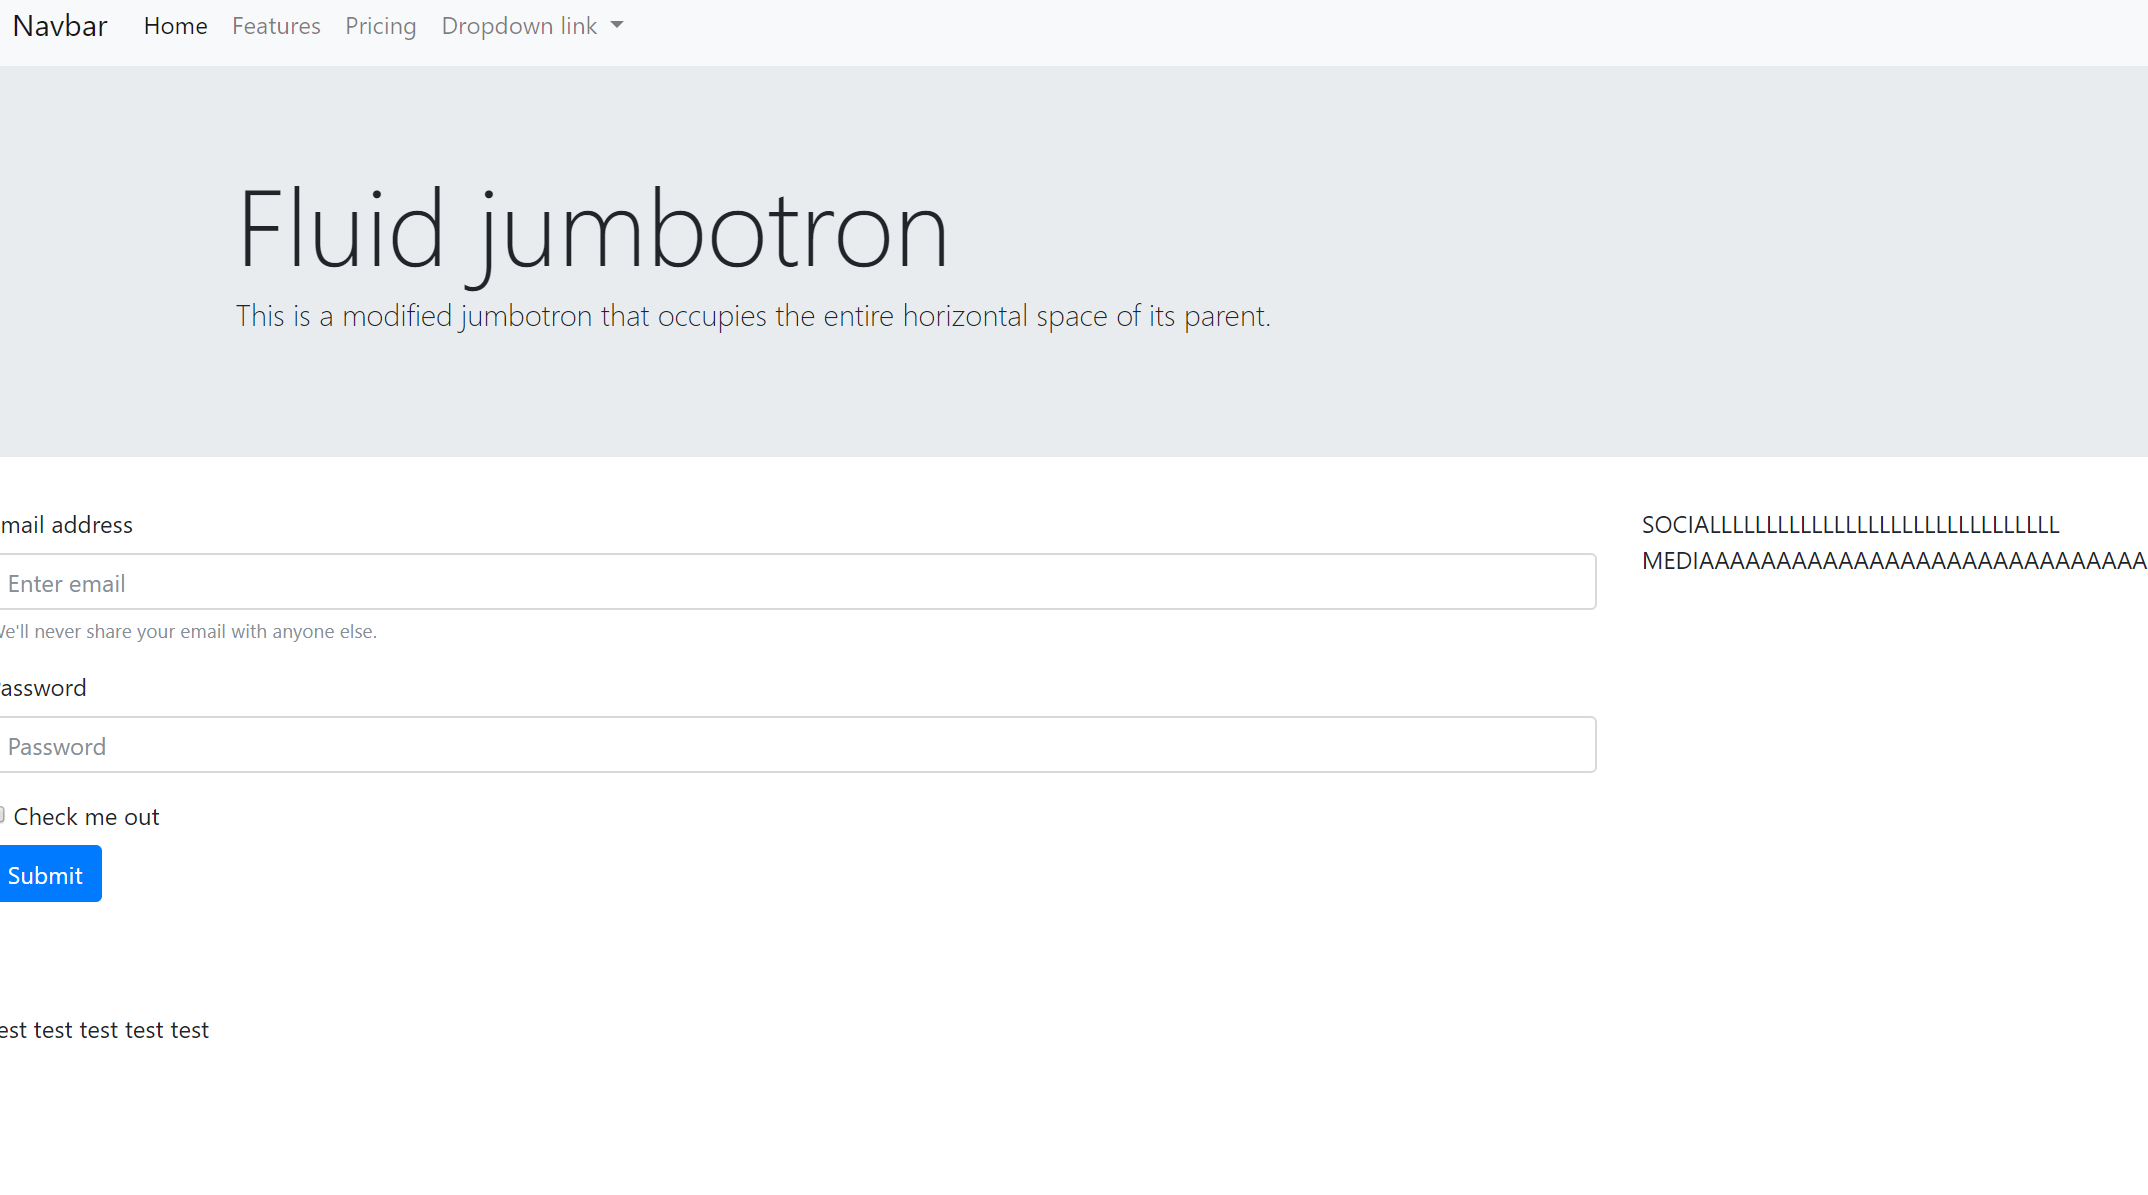 Navbar Home Features Pricing Dropdown link
Fluid jumbotron
This is a modified jumbotron that occupies the entire horizontal space of its parent.
mail address
Enter email
We'll never share your email with anyone else.
assword
Password
Check me out
Submit
est test test test test
SOCIALLLLLLLLLLLLLLLLLLLLLLLLLLLLLLL
MEDIAAAAAAAAAAAAAAAAAAAAAAAAAAAAA